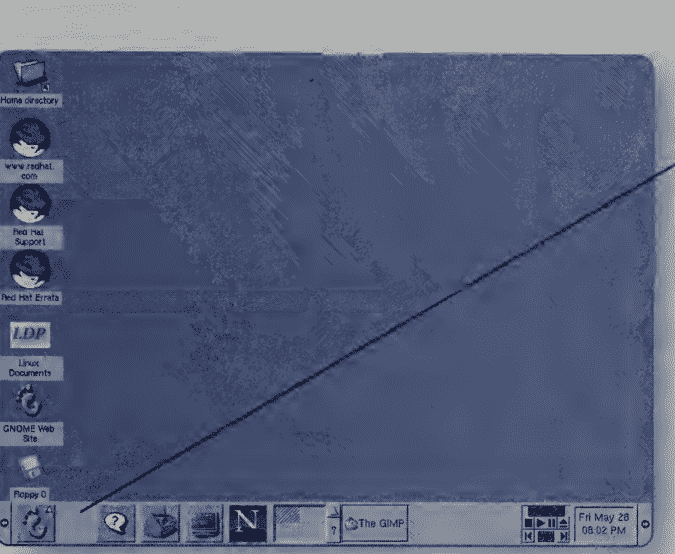 Home directory
www.redhat.
com
Red Hat
Support
Red Hat Errata
LDP
Linux
Documents
GNOME Web
Site
Floppy 0
?
N
?
The GIMP
Fri May 28
08:02 PM